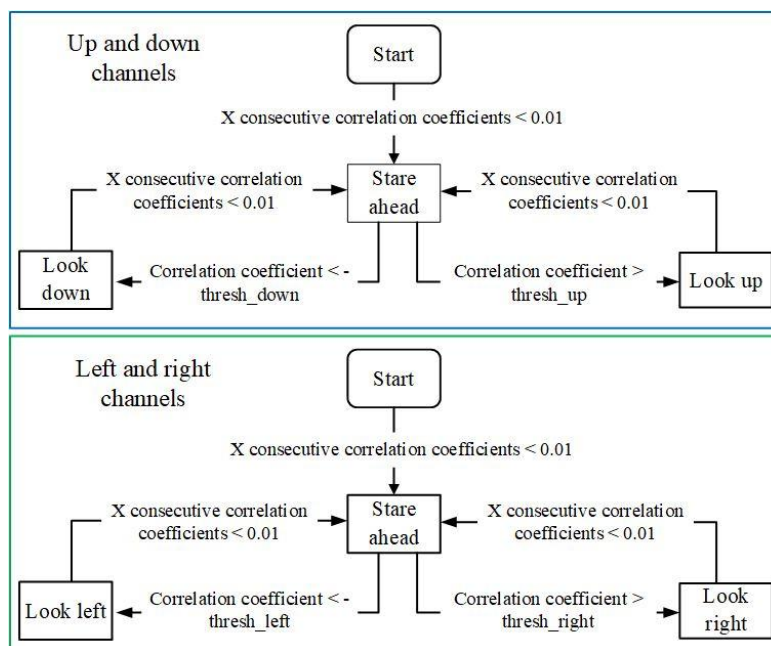 Up and down
channels
Start
X consecutive correlation coefficients < 0.01
X consecutive correlation
coefficients < 0.01
Stare
ahead
X consecutive correlation
coefficients < 0.01
Look
down
Correlation coefficient < -
thresh_down
Correlation coefficient >
thresh_up
Look up
Left and right
channels
Start
X consecutive correlation coefficients < 0.01
X consecutive correlation
coefficients < 0.01
Stare
ahead
X consecutive correlation
coefficients < 0.01
Look left
Correlation coefficient < -
thresh_left
Correlation coefficient >
thresh_right
Look
right